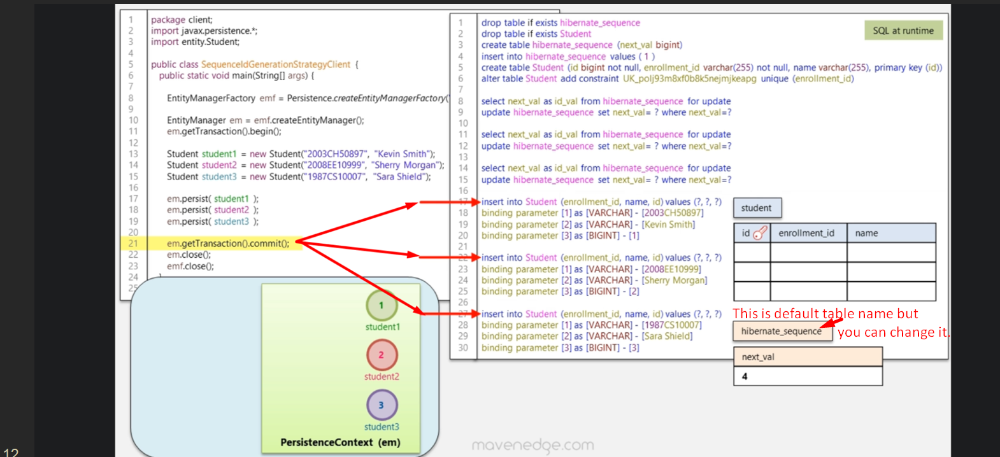 1 package client;
2 import javax.persistence.*;
3 import entity.Student;
4
5 public class SequenceIdGenerationStrategyClient {
6 public static void main(String[] args) {
7
8 EntityManagerFactory emf = Persistence.createEntityManagerFactory(
9
10 EntityManager em = emf.createEntityManager();
11 em.getTransaction().begin();
12
13 Student student1 = new Student("2003CH50897", "Kevin Smith");
14 Student student2 = new Student("2008EE10999", "Sherry Morgan");
15 Student student3 = new Student("1987CS10007", "Sara Shield");
16
17 em.persist( student1 );
18 em.persist( student2 );
19 em.persist( student3 );
20
21 em.getTransaction().commit();
22 em.close();
23 emf.close();
24 }
25
1
student1
2
student2
3
student3
PersistenceContext (em)
SQL at runtime
1 drop table if exists hibernate_sequence
2 drop table if exists Student
3 create table hibernate_sequence (next_val bigint)
4 insert into hibernate_sequence values ( 1 )
5 create table Student (id bigint not null, enrollment_id varchar(255) not null, name varchar(255), primary key (id))
6 alter table Student add constraint UK_polj93m8xf0b8k5nejmjkeapg unique (enrollment_id)
7
8 select next_val as id_val from hibernate_sequence for update
9 update hibernate_sequence set next_val= ? where next_val=?
10
11 select next_val as id_val from hibernate_sequence for update
12 update hibernate_sequence set next_val= ? where next_val=?
13
14 select next_val as id_val from hibernate_sequence for update
15 update hibernate_sequence set next_val= ? where next_val=?
16
17 insert into Student (enrollment_id, name, id) values (?, ?, ?)
18 binding parameter [1] as [VARCHAR] - [2003CH50897]
19 binding parameter [2] as [VARCHAR] - [Kevin Smith]
20 binding parameter [3] as [BIGINT] - [1]
21
22 insert into Student (enrollment_id, name, id) values (?, ?, ?)
23 binding parameter [1] as [VARCHAR] - [2008EE10999]
24 binding parameter [2] as [VARCHAR] - [Sherry Morgan]
25 binding parameter [3] as [BIGINT] - [2]
26
27 insert into Student (enrollment_id, name, id) values (?, ?, ?)
28 binding parameter [1] as [VARCHAR] - [1987CS10007]
29 binding parameter [2] as [VARCHAR] - [Sara Shield]
30 binding parameter [3] as [BIGINT] - [3]
student
id enrollment_id name
This is default table name but
you can change it.
hibernate_sequence
next_val
4
mavenedge.com
12